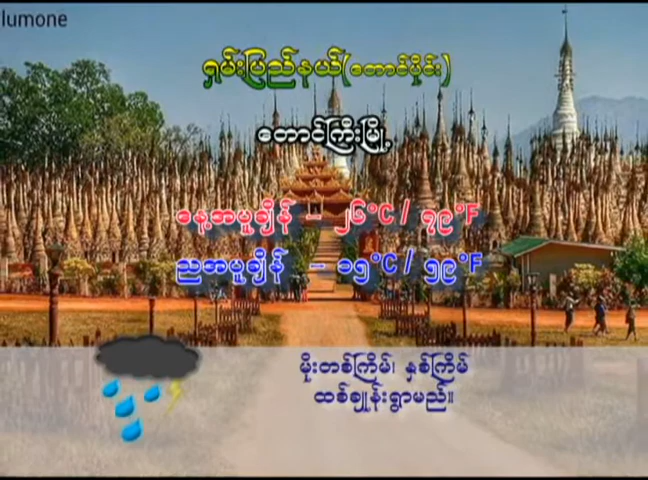 lumone
ရှမ်းပြည်နယ်(တောင်ပိုင်း)
တောင်ကြီးမြို့
နေ့အပူချိန် - ၂၆°C / ၇၉°F
ညအပူချိန် - ၁၅°C / ၅၉°F
မိုးတစ်ကြိမ်၊ နှစ်ကြိမ်
ထစ်ချုန်းရွာမည်။